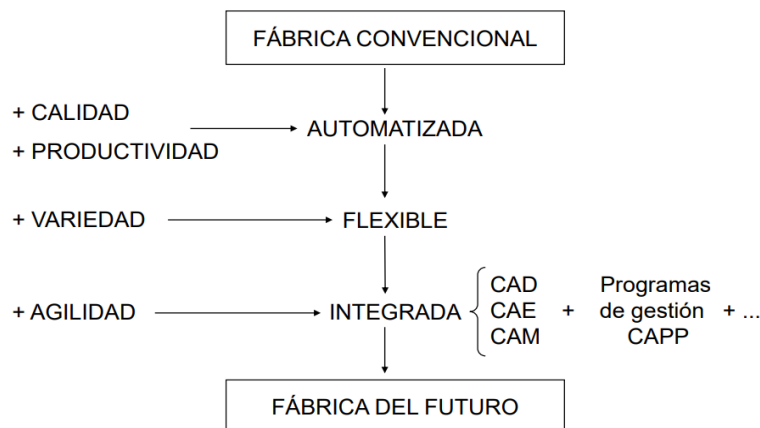 FÁBRICA CONVENCIONAL
+ CALIDAD
+ PRODUCTIVIDAD
AUTOMATIZADA
+ VARIEDAD
FLEXIBLE
+ AGILIDAD
INTEGRADA
CAD
CAE
CAM
+
Programas
de gestión
CAPP
+ ...
FÁBRICA DEL FUTURO